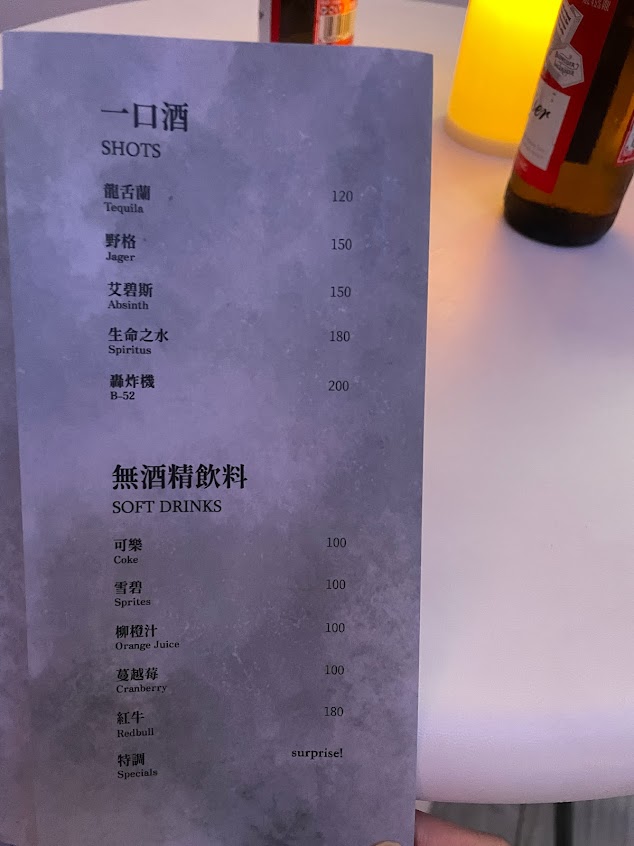 一口酒
SHOTS
龍舌蘭 120
Tequila
野格 150
Jager
艾碧斯 150
Absinth
生命之水 180
Spiritus
轟炸機 200
B-52
無酒精飲料
SOFT DRINKS
可樂 100
Coke
雪碧 100
Sprites
柳橙汁 100
Orange Juice
蔓越莓 100
Cranberry
紅牛 180
Redbull
特調 surprise!
Specials